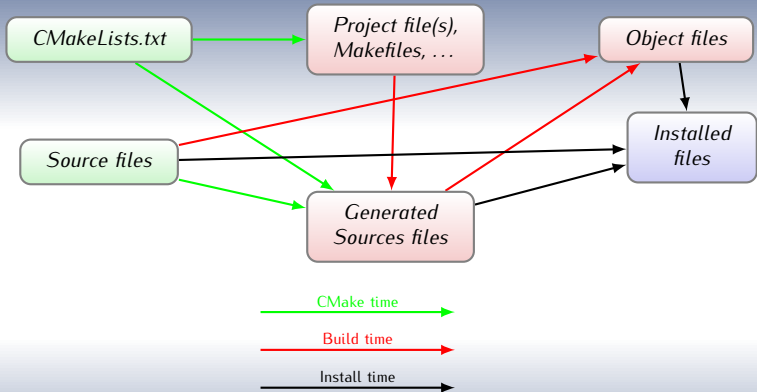 CMakeLists.txt
Project file(s),
Makefiles, ...
Object files
Source files
Installed
files
Generated
Sources files
CMake time
Build time
Install time